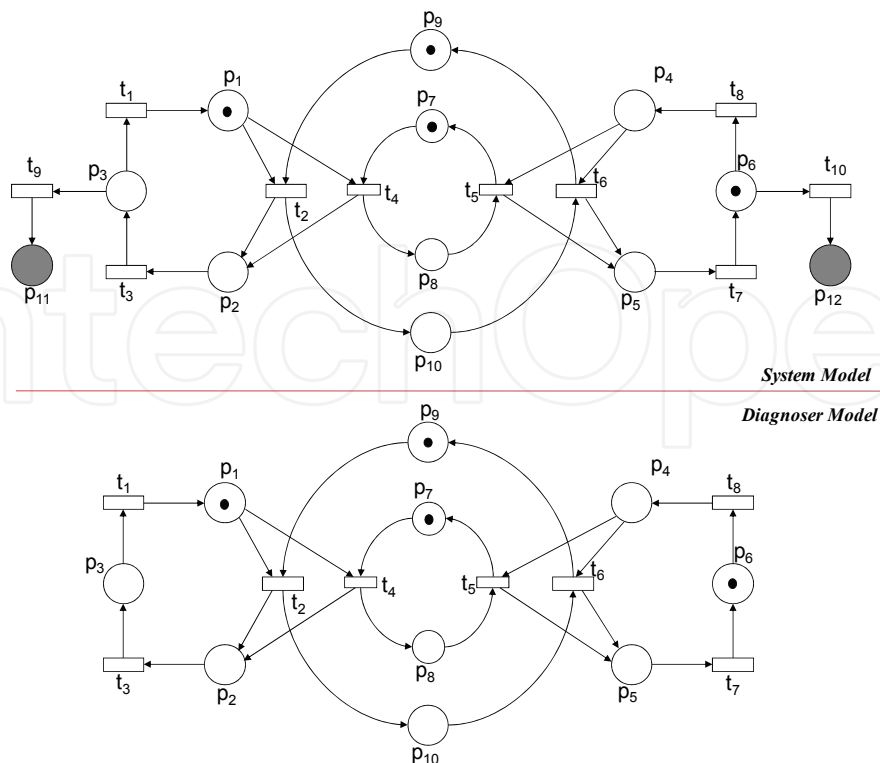 p9
p1
p7
p4
t1
t8
t9
p3
p6
t10
t2
t4
t5
t6
p11
t3
p2
p8
p5
t7
p12
p10
System Model
Diagnoser Model
p9
p1
p7
p4
t1
t8
p3
p6
t2
t4
t5
t6
t3
p2
p8
p5
t7
p10
ntechOpe